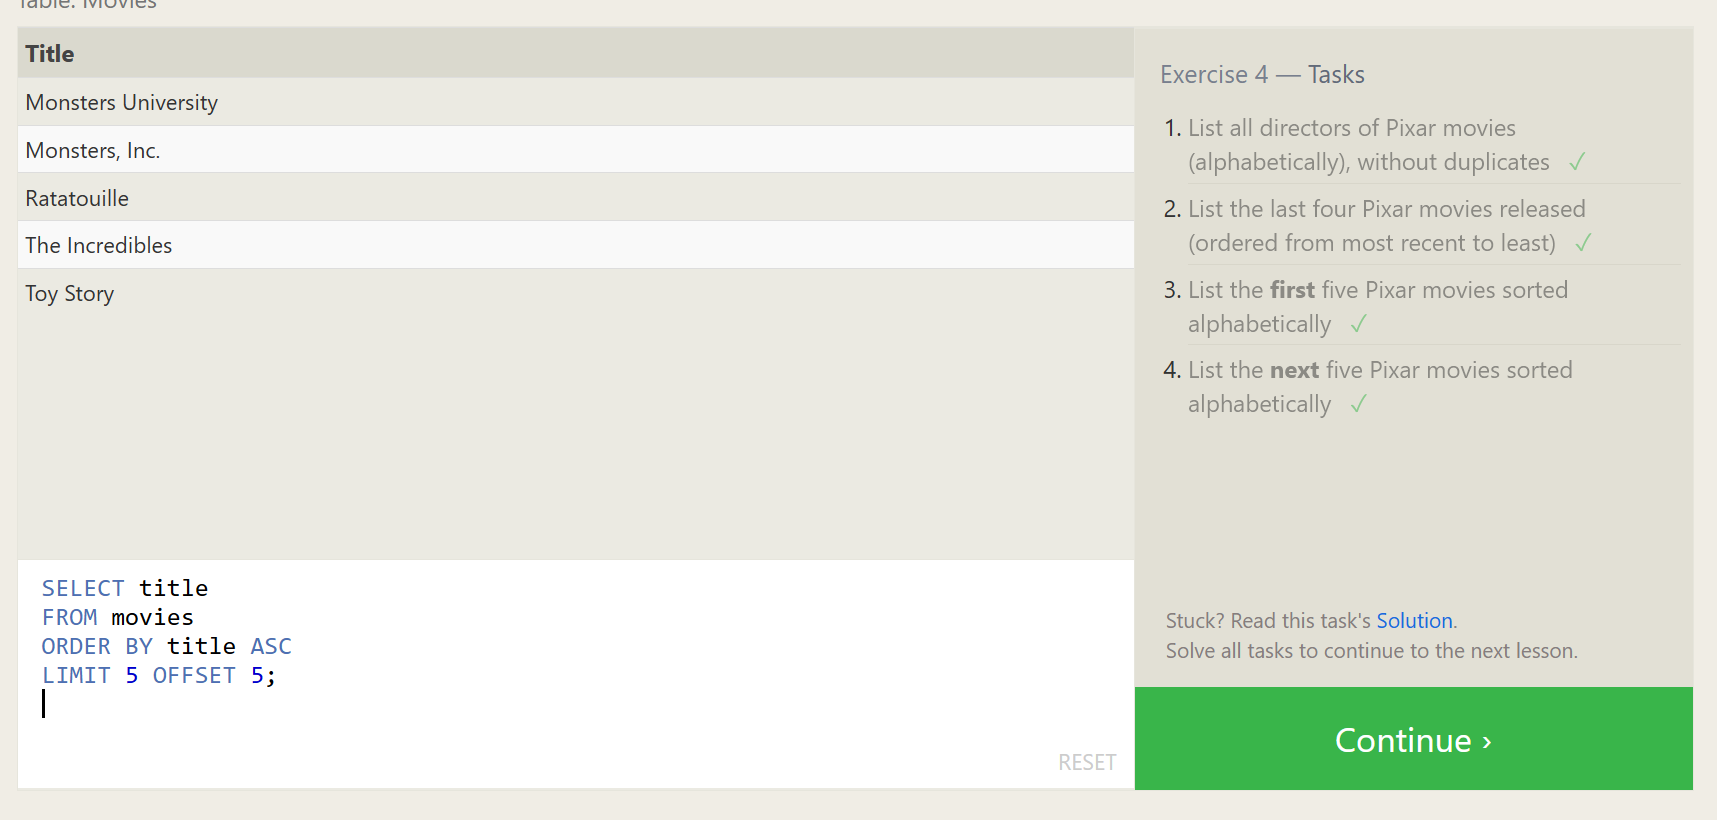 Table: Movies
Title
Monsters University
Monsters, Inc.
Ratatouille
The Incredibles
Toy Story
SELECT title
FROM movies
ORDER BY title ASC
LIMIT 5 OFFSET 5;
RESET
Exercise 4 — Tasks
1. List all directors of Pixar movies
(alphabetically), without duplicates ✓
2. List the last four Pixar movies released
(ordered from most recent to least) ✓
3. List the first five Pixar movies sorted
alphabetically ✓
4. List the next five Pixar movies sorted
alphabetically ✓
Stuck? Read this task's Solution.
Solve all tasks to continue to the next lesson.
Continue ›